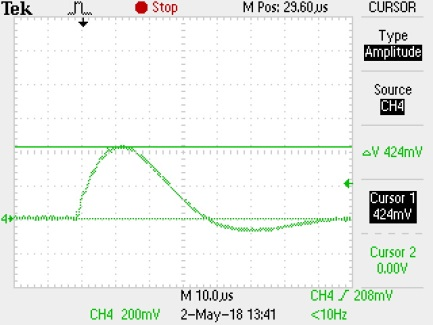 Tek Stop M Pos: 29.60µs CURSOR
Type
Amplitude
Source
CH4
△V 424mV
Cursor 1
424mV
4
Cursor 2
0.00V
M 10.0µs CH4 / 208mV
CH4 200mV 2-May-18 13:41 <10Hz